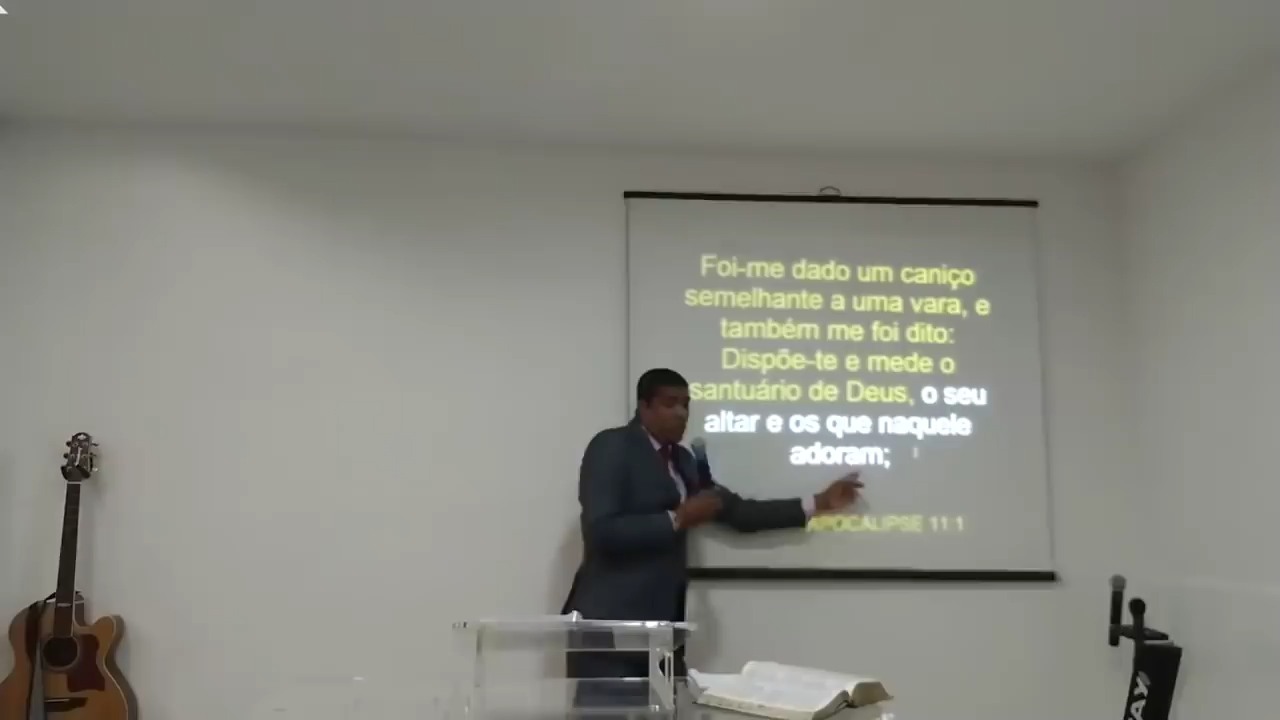 Foi-me dado um caniço
semelhante a uma vara, e
também me foi dito:
Dispõe-te e mede o
santuário de Deus, o seu
altar e os que naquele
adoram;
APOCALIPSE 11 1